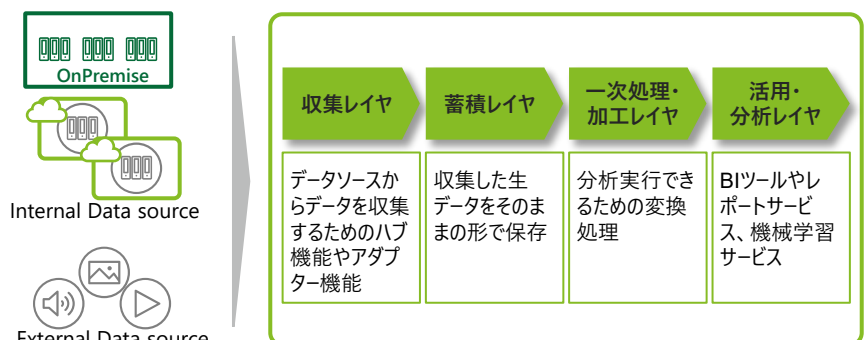 OnPremise
Internal Data source
External Data source
収集レイヤ
データソースか
らデータを収集
するためのハブ
機能やアダプ
ター機能
蓄積レイヤ
収集した生
データをそのま
まの形で保存
一次処理・
加工レイヤ
分析実行でき
るための変換
処理
活用・
分析レイヤ
BIツールやレ
ポートサービ
ス、機械学習
サービス